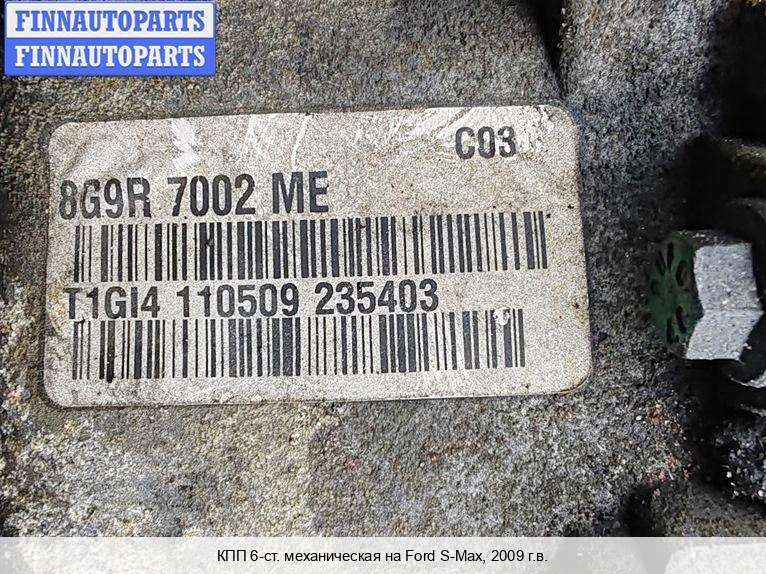 FINNAUTOPARTS
FINNAUTOPARTS
C03
8G9R 7002 ME
T1GI4 110509 235403
КПП 6-ст. механическая на Ford S-Max, 2009 г.в.